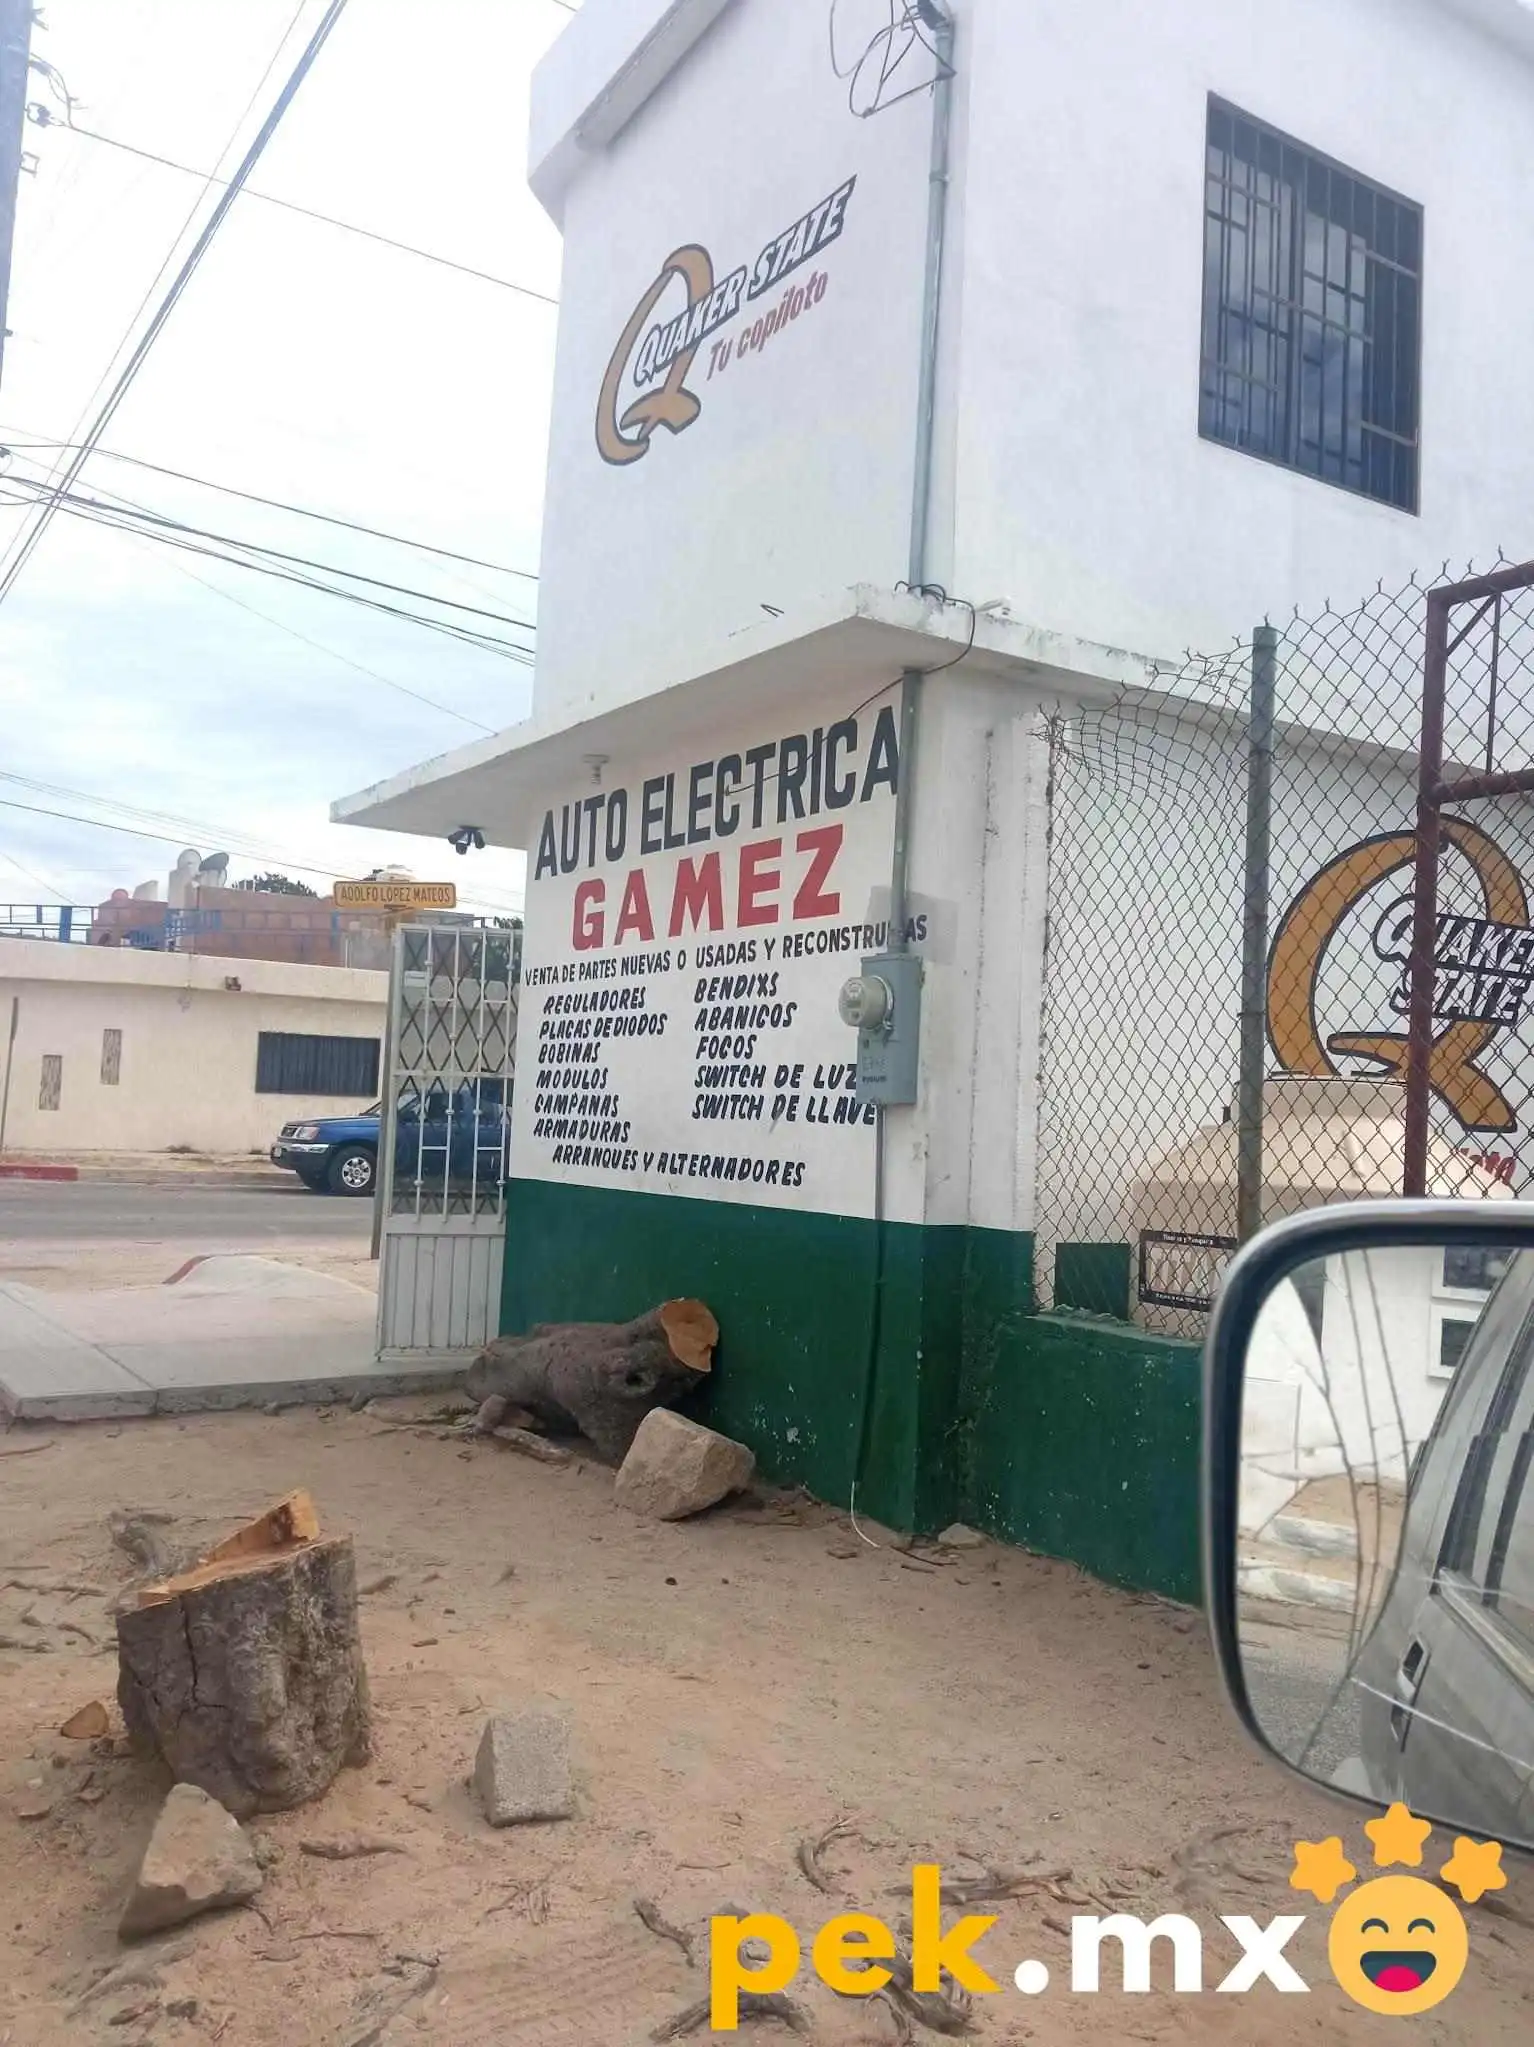 QUAKER STATE
Tu copiloto
AUTO ELECTRICA
GAMEZ
VENTA DE PARTES NUEVAS O USADAS Y
REGULADORES
PLACAS DE DIODOS
BOBINAS
MODULOS
CAMPANAS
ARMADURAS
BENDIXS
ABANICOS
FOCOS
SWITCH DE LUZ
SWITCH DE LLAVE
ARRANQUES Y ALTERNADORES
ADOLFO LOPEZ MATEOS
QUAKER
STATE
pek.mx